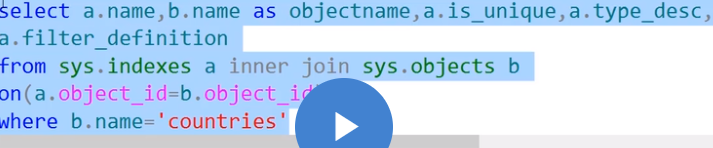 select a.name,b.name as objectname,a.is_unique,a.type_desc,
a.filter_definition
from sys.indexes a inner join sys.objects b
on(a.object_id=b.object_id
where b.name='countries'